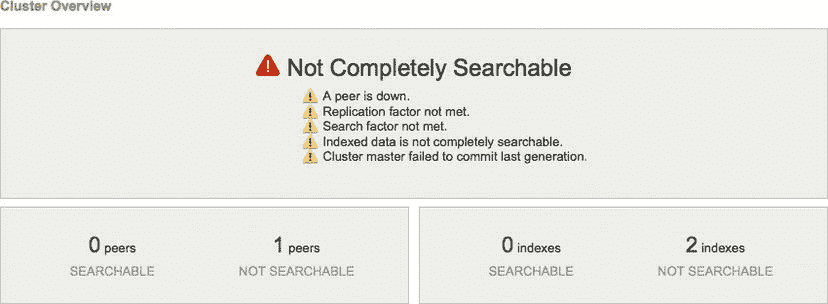 Cluster Overview
Not Completely Searchable
A peer is down.
Replication factor not met.
Search factor not met.
Indexed data is not completely searchable.
Cluster master failed to commit last generation.
0 peers 1 peers 0 indexes 2 indexes
SEARCHABLE NOT SEARCHABLE SEARCHABLE NOT SEARCHABLE